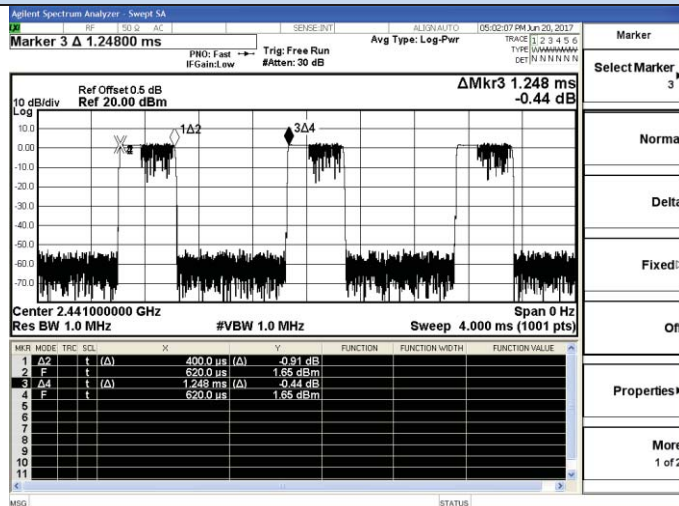 Agilent Spectrum Analyzer - Swept SA
RF 50 Ω AC SENSE:INT ALIGN AUTO 05:02:07 PM Jun 20, 2017
Marker 3 Δ 1.24800 ms
PNO: Fast
IFGain:Low
Trig: Free Run
#Atten: 30 dB
Avg Type: Log-Pwr
TRACE 1 2 3 4 5 6
TYPE
DET N N N N N N
Marker
Select Marker
3
Ref Offset 0.5 dB
ΔMkr3 1.248 ms
10 dB/div Ref 20.00 dBm
-0.44 dB
Log
10.0
0.00
-10.0
-20.0
-30.0
-40.0
-50.0
-60.0
-70.0
1Δ2
3Δ4
Normal
Delta
Fixed
Off
Center 2.441000000 GHz Span 0 Hz
Res BW 1.0 MHz #VBW 1.0 MHz Sweep 4.000 ms (1001 pts)
MKR MODE TRC SCL X Y FUNCTION FUNCTION WIDTH FUNCTION VALUE
1 Δ2 t (Δ) 400.0 µs (Δ) -0.91 dB
2 F t 620.0 µs 1.65 dBm
3 Δ4 t (Δ) 1.248 ms (Δ) -0.44 dB
4 F t 620.0 µs 1.65 dBm
5
6
7
8
9
10
11
Properties
More
1 of 2
MSG STATUS